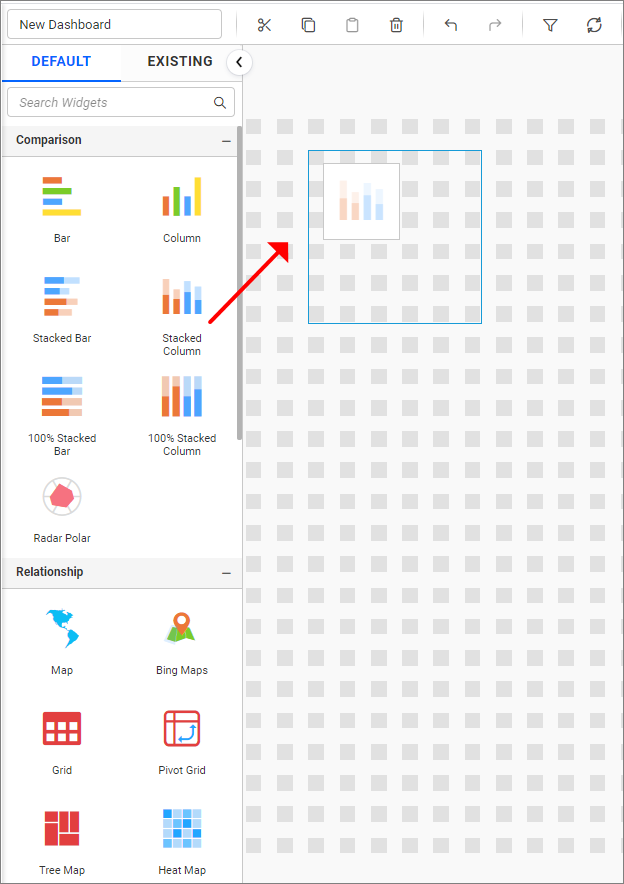 New Dashboard
DEFAULT
EXISTING
Search Widgets
Comparison
Bar
Column
Stacked Bar
Stacked
Column
100% Stacked
Bar
100% Stacked
Column
Radar Polar
Relationship
Map
Bing Maps
Grid
Pivot Grid
Tree Map
Heat Map